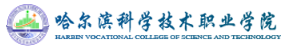 哈尔滨科学技术职业学院
HARBIN VOCATIONAL COLLEGE OF SCIENCE AND TECHNOLOGY